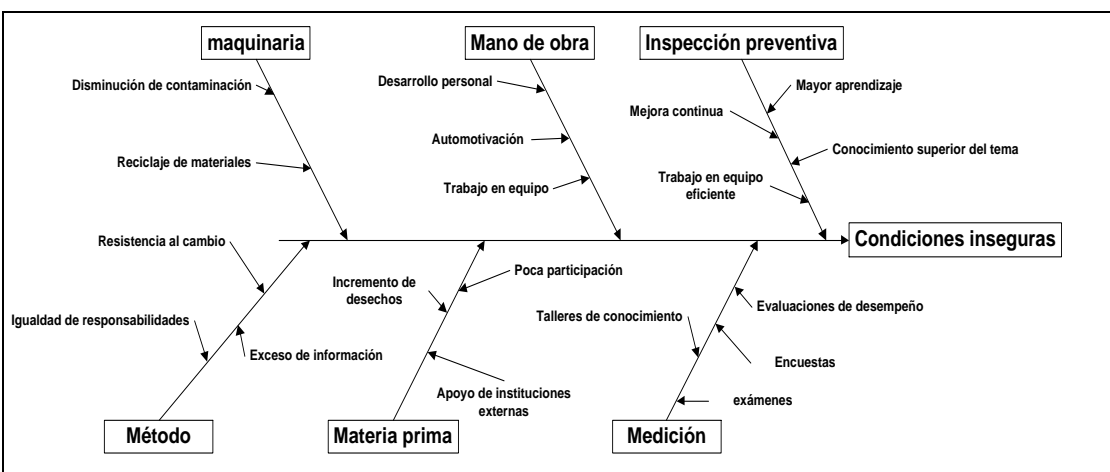 maquinaria
Mano de obra
Inspección preventiva
Disminución de contaminación
Desarrollo personal
Mayor aprendizaje
Mejora continua
Automotivación
Conocimiento superior del tema
Reciclaje de materiales
Trabajo en equipo
Trabajo en equipo
eficiente
Condiciones inseguras
Resistencia al cambio
Poca participación
Incremento de
desechos
Evaluaciones de desempeño
Talleres de conocimiento
Igualdad de responsabilidades
Exceso de información
Encuestas
Apoyo de instituciones
externas
exámenes
Método
Materia prima
Medición